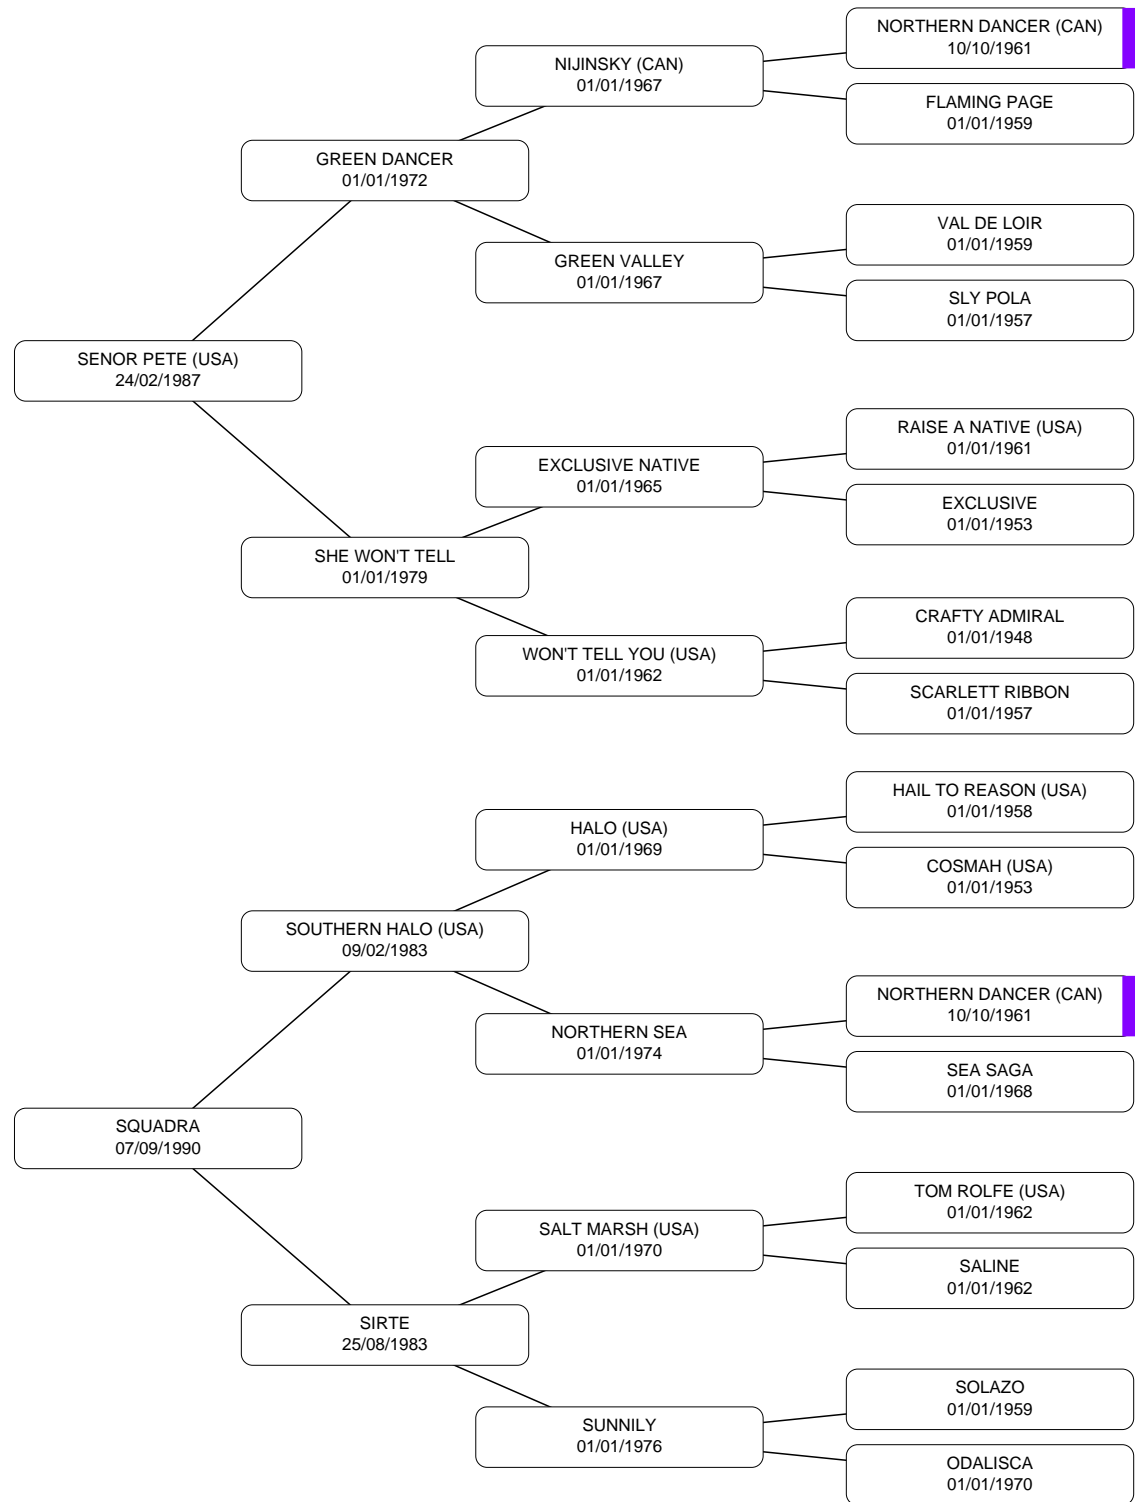 NORTHERN DANCER (CAN)
10/10/1961
NIJINSKY (CAN)
01/01/1967
FLAMING PAGE
01/01/1959
GREEN DANCER
01/01/1972
VAL DE LOIR
01/01/1959
GREEN VALLEY
01/01/1967
SLY POLA
01/01/1957
SENOR PETE (USA)
24/02/1987
RAISE A NATIVE (USA)
01/01/1961
EXCLUSIVE NATIVE
01/01/1965
EXCLUSIVE
01/01/1953
SHE WON'T TELL
01/01/1979
CRAFTY ADMIRAL
01/01/1948
WON'T TELL YOU (USA)
01/01/1962
SCARLETT RIBBON
01/01/1957
HAIL TO REASON (USA)
01/01/1958
HALO (USA)
01/01/1969
COSMAH (USA)
01/01/1953
SOUTHERN HALO (USA)
09/02/1983
NORTHERN DANCER (CAN)
10/10/1961
NORTHERN SEA
01/01/1974
SEA SAGA
01/01/1968
SQUADRA
07/09/1990
TOM ROLFE (USA)
01/01/1962
SALT MARSH (USA)
01/01/1970
SALINE
01/01/1962
SIRTE
25/08/1983
SOLAZO
01/01/1959
SUNNILY
01/01/1976
ODALISCA
01/01/1970